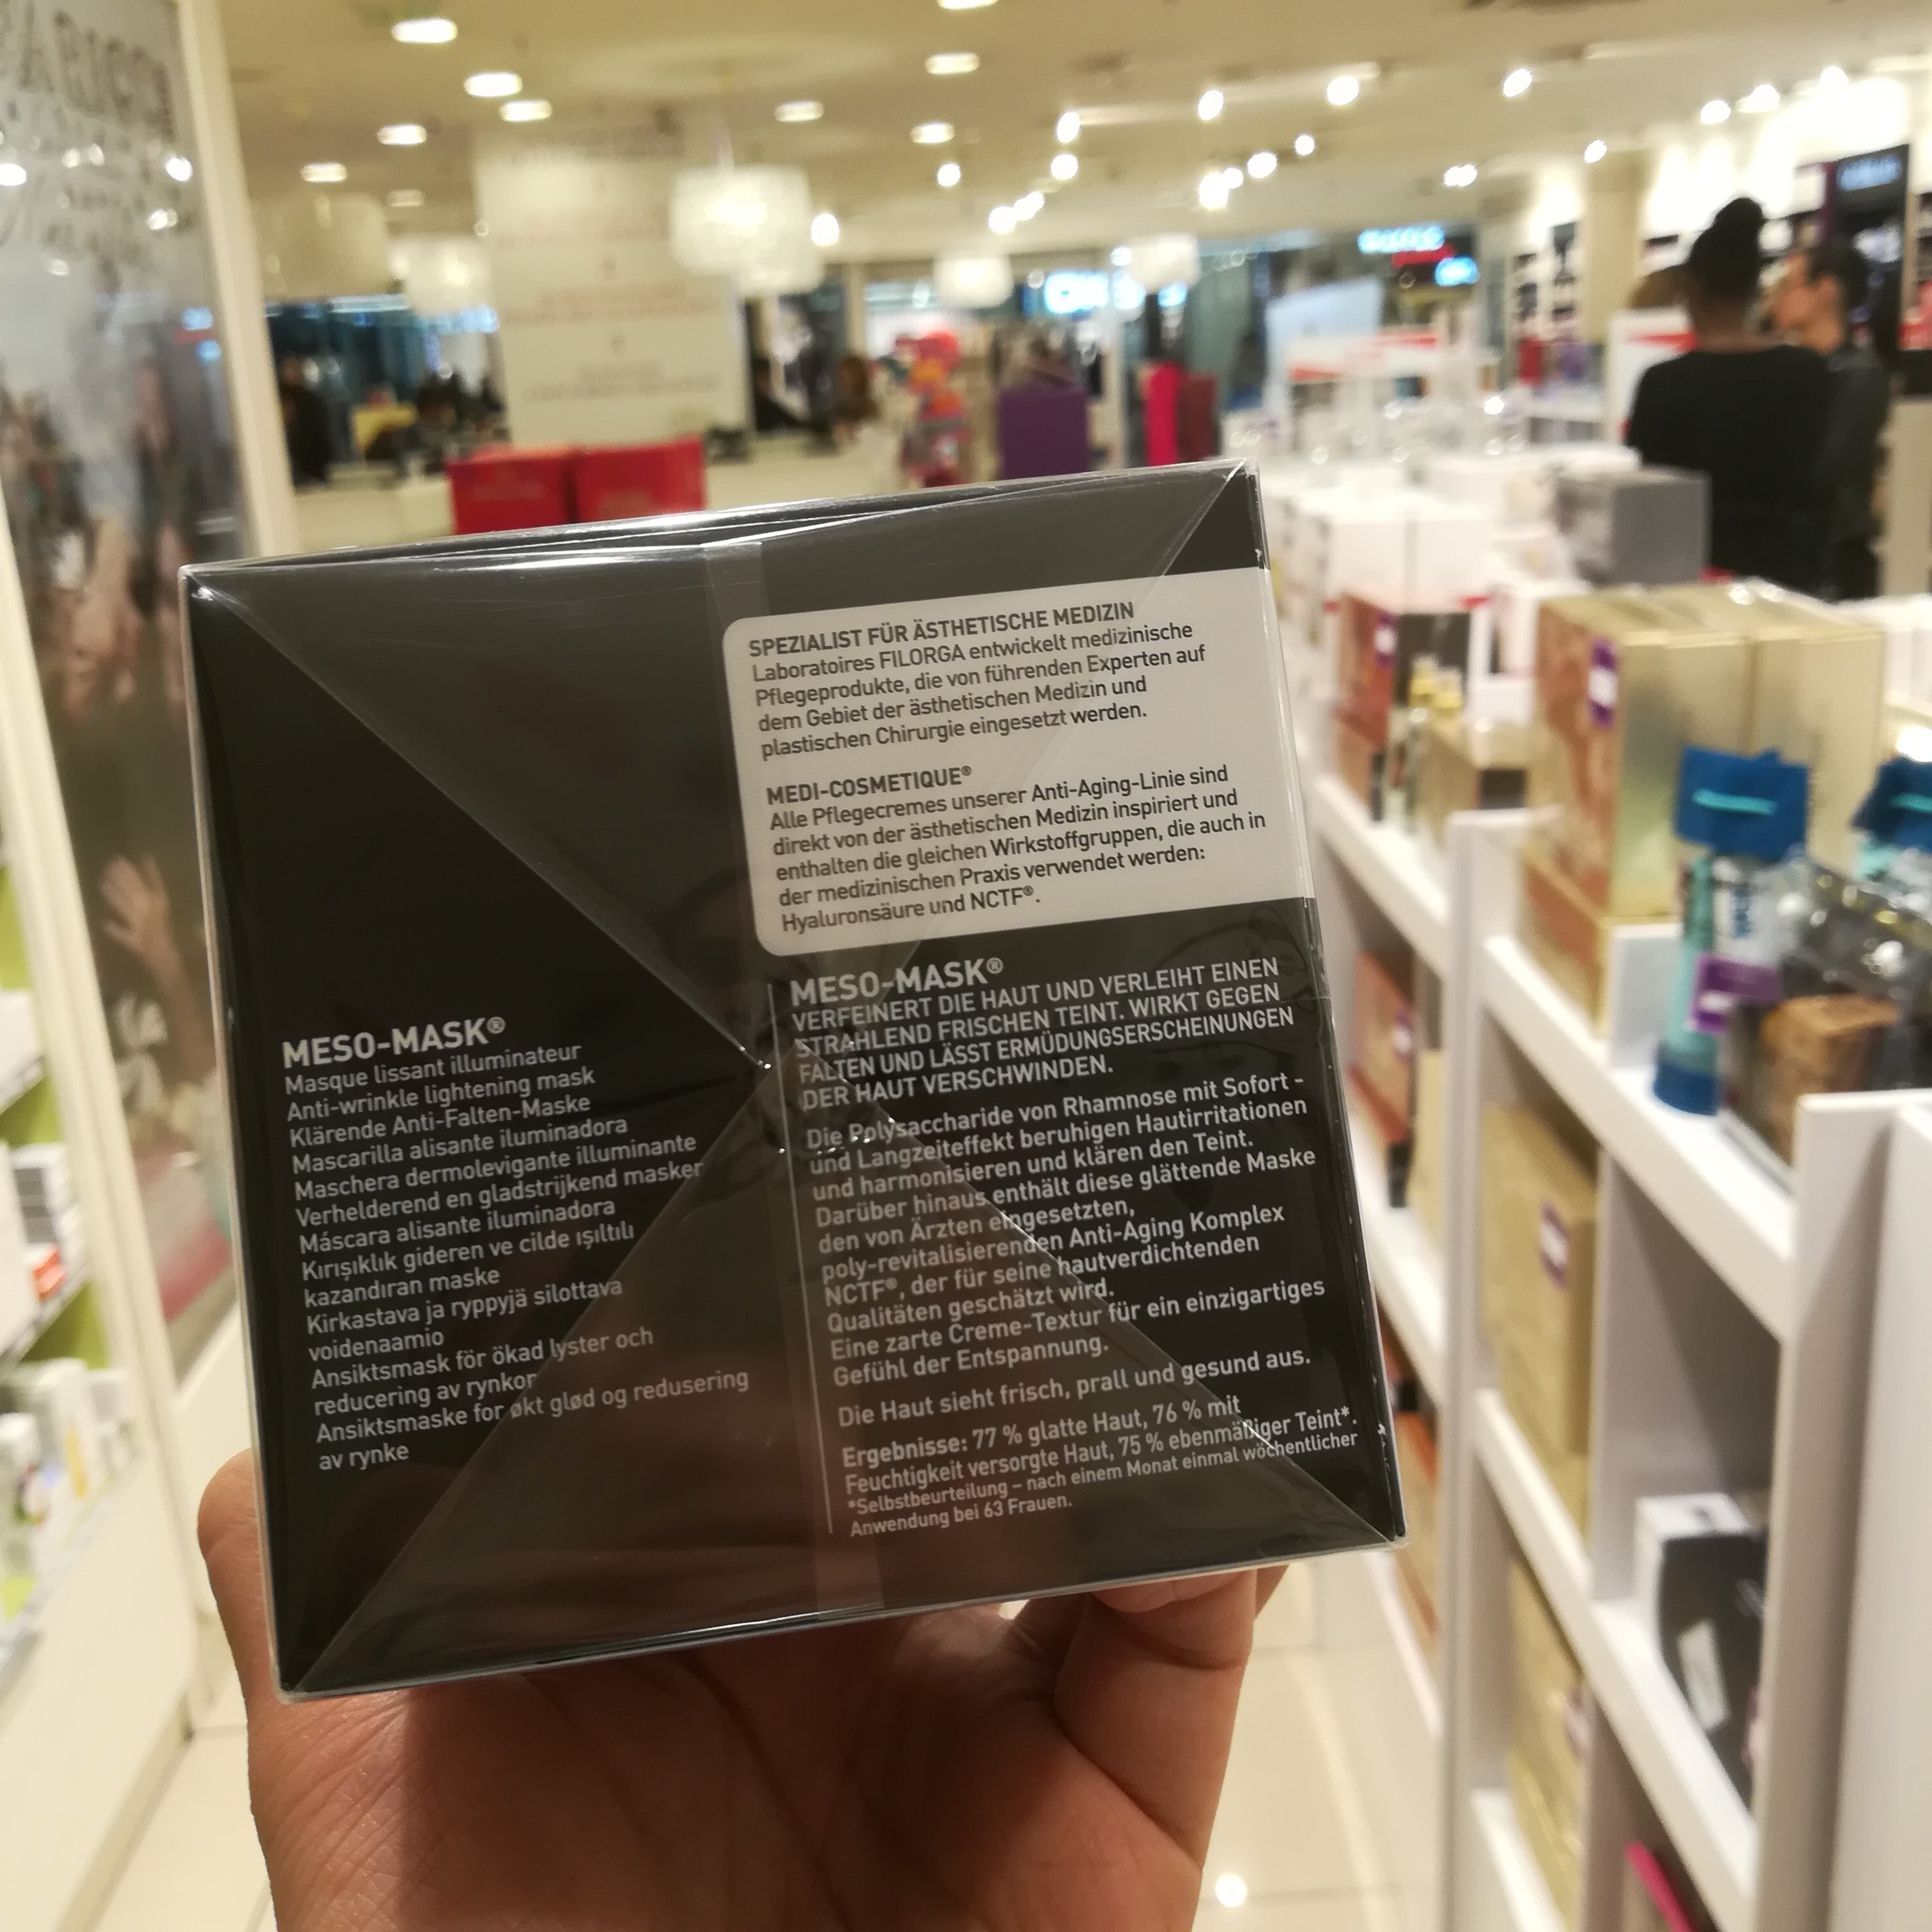 SPEZIALIST FÜR ÄSTHETISCHE MEDIZIN
Laboratoires FILORGA entwickelt medizinische
Pflegeprodukte, die von führenden Experten auf
dem Gebiet der ästhetischen Medizin und
plastischen Chirurgie eingesetzt werden.
MEDI-COSMETIQUE®
Alle Pflegecremes unserer Anti-Aging-Linie sind
direkt von der ästhetischen Medizin inspiriert und
enthalten die gleichen Wirkstoffgruppen, die auch in
der medizinischen Praxis verwendet werden:
Hyaluronsäure und NCTF®.
MESO-MASK®
Masque lissant illuminateur
Anti-wrinkle lightening mask
Klärende Anti-Falten-Maske
Mascarilla alisante iluminadora
Maschera dermolevigante illuminante
Verhelderend en gladstrijkend masker
Máscara alisante iluminadora
Kırışıklık gideren ve cilde ışıltılı
kazandıran maske
Kirkastava ja ryppyjä silottava
voidenaamio
Ansiktsmask för ökad lyster och
reducering av rynkor
Ansiktsmaske for økt glød og redusering
av rynke
MESO-MASK®
VERFEINERT DIE HAUT UND VERLEIHT EINEN
STRAHLEND FRISCHEN TEINT. WIRKT GEGEN
FALTEN UND LÄSST ERMÜDUNGSERSCHEINUNGEN
DER HAUT VERSCHWINDEN.
Die Polysaccharide von Rhamnose mit Sofort -
und Langzeiteffekt beruhigen Hautirritationen
und harmonisieren und klären den Teint.
Darüber hinaus enthält diese glättende Maske
den von Ärzten eingesetzten,
poly-revitalisierenden Anti-Aging Komplex
NCTF®, der für seine hautverdichtenden
Qualitäten geschätzt wird.
Eine zarte Creme-Textur für ein einzigartiges
Gefühl der Entspannung.
Die Haut sieht frisch, prall und gesund aus.
Ergebnisse: 77 % glatte Haut, 76 % mit
Feuchtigkeit versorgte Haut, 75 % ebenmäßiger Teint*.
*Selbstbeurteilung – nach einem Monat einmal wöchentlicher
Anwendung bei 63 Frauen.